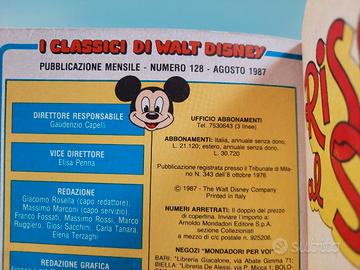 I CLASSICI DI WALT DISNEY
PUBBLICAZIONE MENSILE - NUMERO 128 - AGOSTO 1987
DIRETTORE RESPONSABILE
Gaudenzio Capelli
VICE DIRETTORE
Elisa Penna
REDAZIONE
Giacomo Rosella (capo redattore),
Massimo Marconi (capo servizio)
Franco Fossati, Massimo Rossi, Marco
Ruggiero, Giosi Sacchini, Carla Tanara,
Elena Terzaghi
REDAZIONE GRAFICA
UFFICIO ABBONAMENTI
Tel. 7530643 (3 linee)
ABBONAMENTI: Italia, annuale senza dono,
L. 21.120; estero, annuale senza dono,
L. 30.720
Pubblicazione registrata presso il Tribunale di Mila-
no N. 343 dell'8 ottobre 1976
© 1987 - The Walt Disney Company
Printed in Italy
NUMERI ARRETRATI: Il doppio del prezzo
di copertina. Inviare l'importo a:
Arnoldo Mondadori Editore S.p.A.
sezione Collezionisti
a mezzo di c/c postale n. 925206.
NEGOZI "MONDADORI PER VOI"
BARI: (Libreria Giacalone, via Abate Gimma 71;
BIELLA: (Libreria De Alessi, via P. Micca
subito